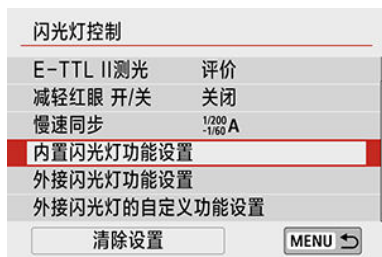 闪光灯控制
E-TTL II测光 评价
减轻红眼 开/关 关闭
慢速同步 1/200-1/60 A
内置闪光灯功能设置
外接闪光灯功能设置
外接闪光灯的自定义功能设置
清除设置 MENU